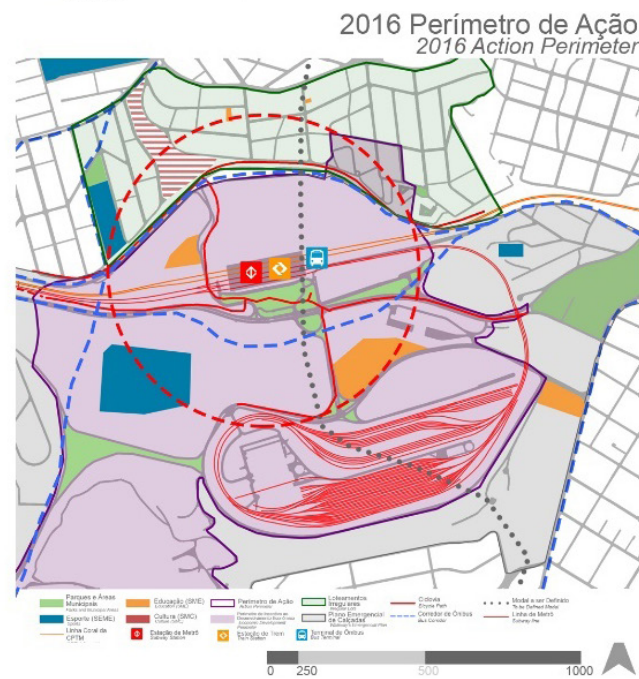 2016 Perímetro de Ação
2016 Action Perimeter
Parques e Áreas
Municipais
Educação (SME)
Perímetro de Ação
Action Perimeter
Loteamentos
Irregulares
Ciclovia
Bicycle Path
Modal a ser Definido
To be Defined Modal
Esporte (SEME)
Sports
Cultura (SMC)
Plano Emergencial
de Calçadas
Corredor de Ônibus
Bus Corridor
Linha de Metrô
Subway line
Linha Coral da
CPTM
Estação de Metrô
Subway Station
Estação de Trem
Train Station
Terminal de Ônibus
Bus Terminal
0 250 500 1000